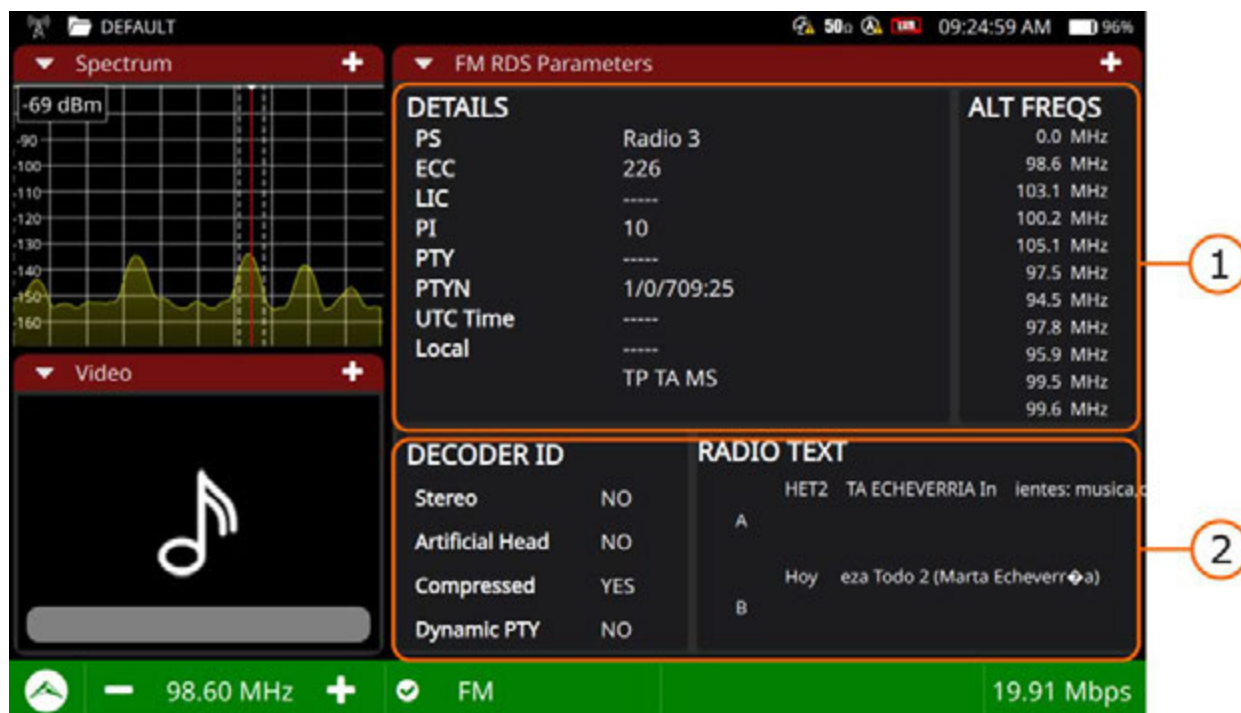 DEFAULT 50Ω 09:24:59 AM 96%
Spectrum
-69 dBm
-90
-100
-110
-120
-130
-140
-150
-160
Video
FM RDS Parameters
DETAILS
PS Radio 3
ECC 226
LIC -----
PI 10
PTY -----
PTYN 1/0/709:25
UTC Time -----
Local -----
TP TA MS
ALT FREQS
0.0 MHz
98.6 MHz
103.1 MHz
100.2 MHz
105.1 MHz
97.5 MHz
94.5 MHz
97.8 MHz
95.9 MHz
99.5 MHz
99.6 MHz
1
DECODER ID
Stereo NO
Artificial Head NO
Compressed YES
Dynamic PTY NO
RADIO TEXT
HET2 TA ECHEVERRIA In ientes: musica,
A
Hoy eza Todo 2 (Marta Echeverr�a)
B
2
98.60 MHz FM 19.91 Mbps